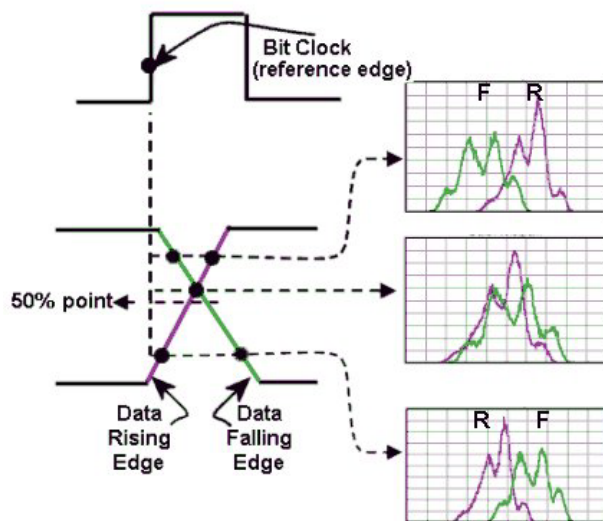 Bit Clock
(reference edge)
F R
50% point
R F
Data
Rising
Edge
Data
Falling
Edge